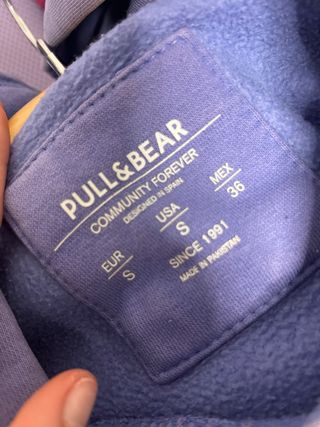 PULL&BEAR
COMMUNITY FOREVER
DESIGNED IN SPAIN
EUR USA MEX
S S 36
SINCE 1991
MADE IN PAKISTAN